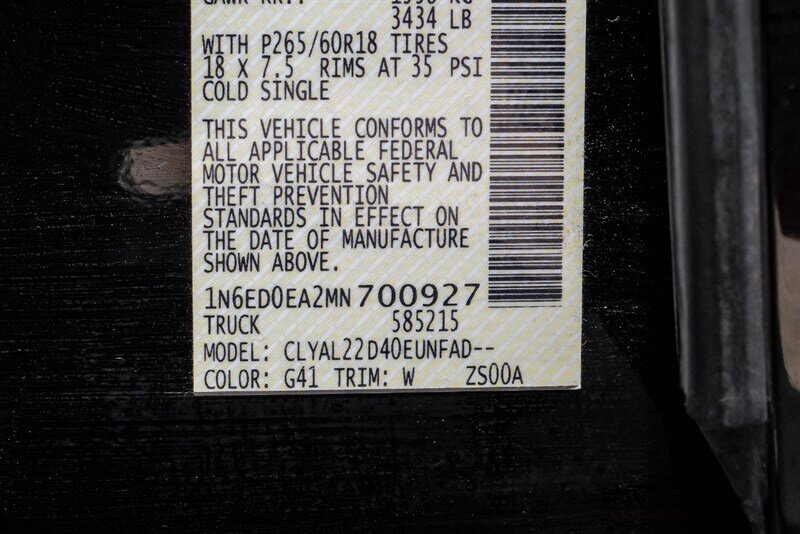 GAWR RR:
3434 LB
WITH P265/60R18 TIRES
18 X 7.5 RIMS AT 35 PSI
COLD SINGLE
THIS VEHICLE CONFORMS TO
ALL APPLICABLE FEDERAL
MOTOR VEHICLE SAFETY AND
THEFT PREVENTION
STANDARDS IN EFFECT ON
THE DATE OF MANUFACTURE
SHOWN ABOVE.
1N6ED0EA2MN700927
TRUCK 585215
MODEL: CLYAL22D40EUNFAD--
COLOR: G41 TRIM: W ZS00A